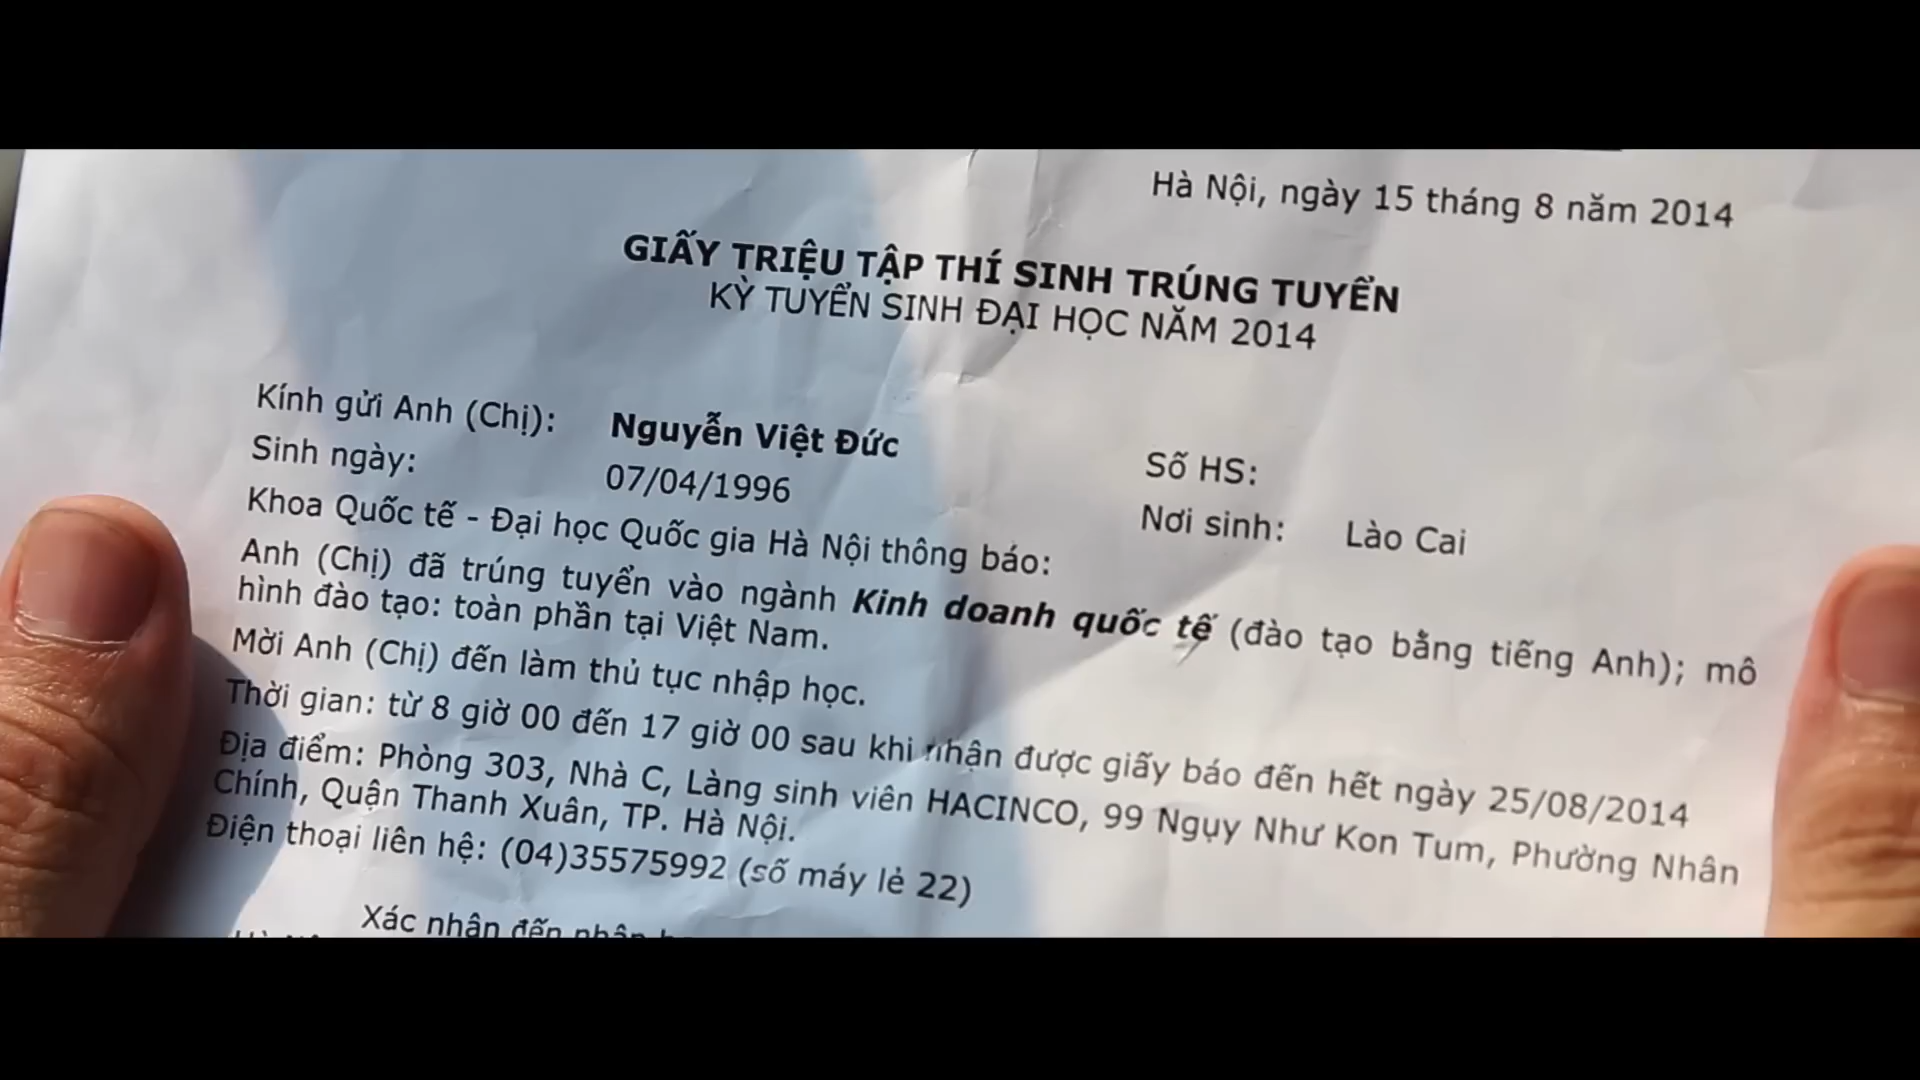 Hà Nội, ngày 15 tháng 8 năm 2014
GIẤY TRIỆU TẬP THÍ SINH TRÚNG TUYỂN
KỲ TUYỂN SINH ĐẠI HỌC NĂM 2014
Kính gửi Anh (Chị): Nguyễn Việt Đức
Số HS:
Sinh ngày: 07/04/1996
Nơi sinh: Lào Cai
Khoa Quốc tế - Đại học Quốc gia Hà Nội thông báo:
Anh (Chị) đã trúng tuyển vào ngành Kinh doanh quốc tế (đào tạo bằng tiếng Anh); mô
hình đào tạo: toàn phần tại Việt Nam.
Mời Anh (Chị) đến làm thủ tục nhập học.
Thời gian: từ 8 giờ 00 đến 17 giờ 00 sau khi nhận được giấy báo đến hết ngày 25/08/2014
Địa điểm: Phòng 303, Nhà C, Làng sinh viên HACINCO, 99 Ngụy Như Kon Tum, Phường Nhân
Chính, Quận Thanh Xuân, TP. Hà Nội.
Điện thoại liên hệ: (04)35575992 (số máy lẻ 22)
Xác nhận đến nhận